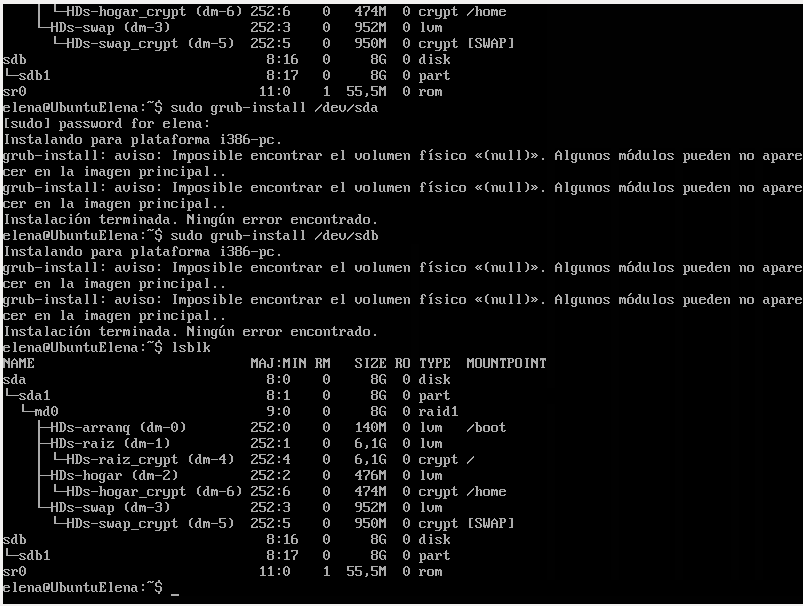 │ └─HDs-hogar_crypt (dm-6) 252:6 0 474M 0 crypt /home
└─HDs-swap (dm-3) 252:3 0 952M 0 lvm
└─HDs-swap_crypt (dm-5) 252:5 0 950M 0 crypt [SWAP]
sdb 8:16 0 8G 0 disk
└─sdb1 8:17 0 8G 0 part
sr0 11:0 1 55,5M 0 rom
elena@UbuntuElena:~$ sudo grub-install /dev/sda
[sudo] password for elena:
Instalando para plataforma i386-pc.
grub-install: aviso: Imposible encontrar el volumen físico «(null)». Algunos módulos pueden no apare
cer en la imagen principal..
grub-install: aviso: Imposible encontrar el volumen físico «(null)». Algunos módulos pueden no apare
cer en la imagen principal..
Instalación terminada. Ningún error encontrado.
elena@UbuntuElena:~$ sudo grub-install /dev/sdb
Instalando para plataforma i386-pc.
grub-install: aviso: Imposible encontrar el volumen físico «(null)». Algunos módulos pueden no apare
cer en la imagen principal..
grub-install: aviso: Imposible encontrar el volumen físico «(null)». Algunos módulos pueden no apare
cer en la imagen principal..
Instalación terminada. Ningún error encontrado.
elena@UbuntuElena:~$ lsblk
NAME MAJ:MIN RM SIZE RO TYPE MOUNTPOINT
sda 8:0 0 8G 0 disk
└─sda1 8:1 0 8G 0 part
└─md0 9:0 0 8G 0 raid1
├─HDs-arranq (dm-0) 252:0 0 140M 0 lvm /boot
├─HDs-raiz (dm-1) 252:1 0 6,1G 0 lvm
│ └─HDs-raiz_crypt (dm-4) 252:4 0 6,1G 0 crypt /
├─HDs-hogar (dm-2) 252:2 0 476M 0 lvm
│ └─HDs-hogar_crypt (dm-6) 252:6 0 474M 0 crypt /home
└─HDs-swap (dm-3) 252:3 0 952M 0 lvm
└─HDs-swap_crypt (dm-5) 252:5 0 950M 0 crypt [SWAP]
sdb 8:16 0 8G 0 disk
└─sdb1 8:17 0 8G 0 part
sr0 11:0 1 55,5M 0 rom
elena@UbuntuElena:~$ _